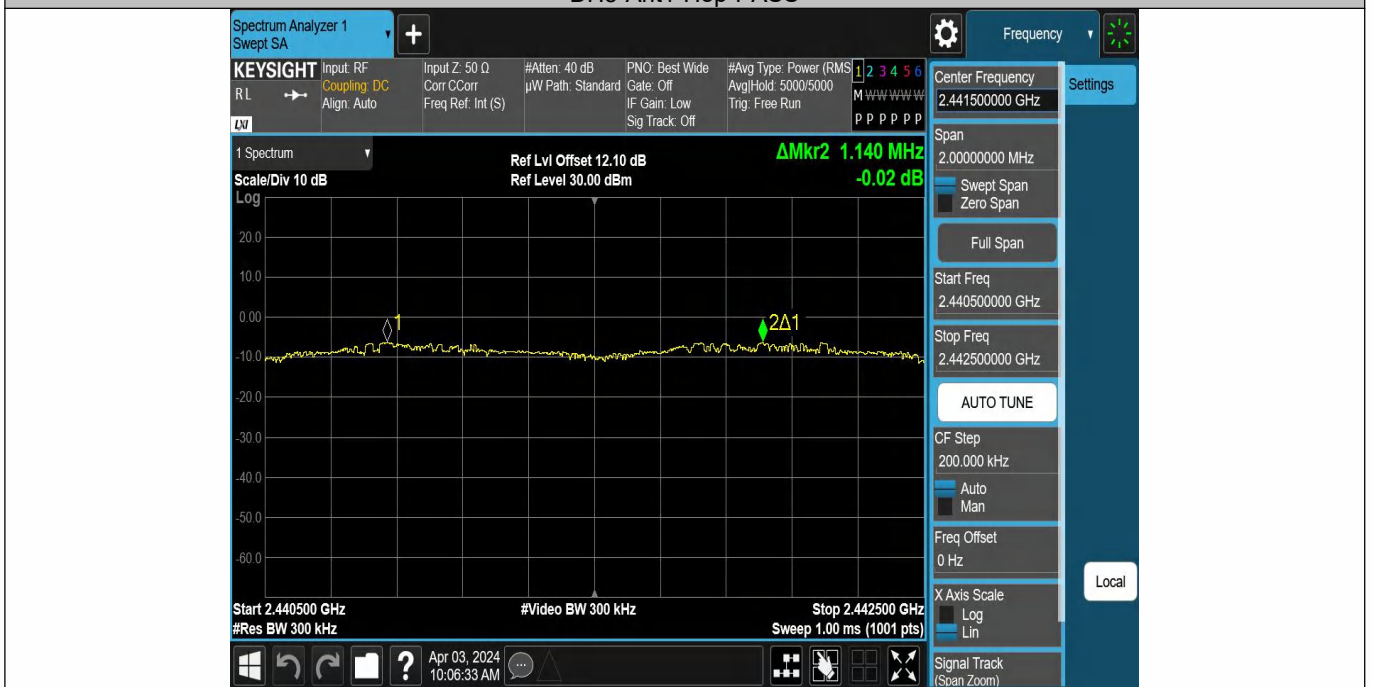 Spectrum Analyzer 1
Swept SA
+
Frequency
KEYSIGHT
RL
LXI
Input: RF
Coupling: DC
Align: Auto
Input Z: 50 Ω
Corr CCorr
Freq Ref: Int (S)
#Atten: 40 dB
µW Path: Standard
PNO: Best Wide
Gate: Off
IF Gain: Low
Sig Track: Off
#Avg Type: Power (RMS
Avg|Hold: 5000/5000
Trig: Free Run
1 2 3 4 5 6
M W W W W W
P P P P P P
Center Frequency
2.441500000 GHz
Settings
1 Spectrum
Scale/Div 10 dB
Log
Ref Lvl Offset 12.10 dB
Ref Level 30.00 dBm
ΔMkr2 1.140 MHz
-0.02 dB
Span
2.00000000 MHz
Swept Span
Zero Span
Full Span
Start Freq
2.440500000 GHz
Stop Freq
2.442500000 GHz
AUTO TUNE
CF Step
200.000 kHz
Auto
Man
Freq Offset
0 Hz
X Axis Scale
Log
Lin
Local
Signal Track
(Span Zoom)
20.0
10.0
0.00
-10.0
-20.0
-30.0
-40.0
-50.0
-60.0
1
2Δ1
Start 2.440500 GHz
#Res BW 300 kHz
#Video BW 300 kHz
Stop 2.442500 GHz
Sweep 1.00 ms (1001 pts)
?
Apr 03, 2024
10:06:33 AM